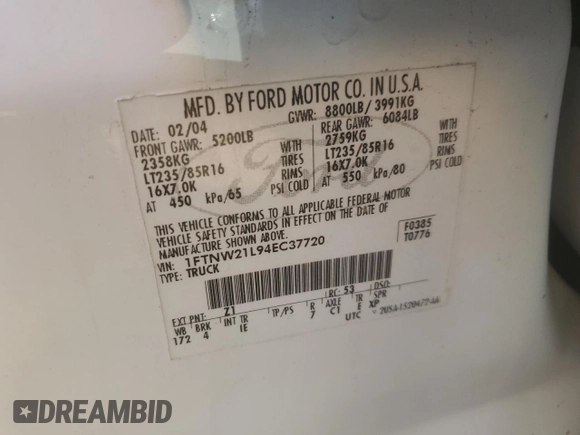 MFD. BY FORD MOTOR CO. IN U.S.A.
DATE: 02/04 GVWR: 8800LB/ 3991KG
FRONT GAWR: 5200LB REAR GAWR: 6084LB
2358KG WITH 2759KG WITH
LT235/85R16 TIRES LT235/85R16 TIRES
16X7.0K RIMS 16X7.0K RIMS
AT 450 kPa/65 PSI COLD AT 550 kPa/80 PSI COLD
THIS VEHICLE CONFORMS TO ALL APPLICABLE FEDERAL MOTOR
VEHICLE SAFETY STANDARDS IN EFFECT ON THE DATE OF
MANUFACTURE SHOWN ABOVE.
VIN: 1FTNW21L94EC37720 F0385
TYPE: TRUCK T0776
EXT PNT: Z1 RC: 53 DSO:
WB BRK INT TR TP/PS R AXLE TR SPR
172 4 IE 7 C1 E XP
UTC
Ford
DREAMBID